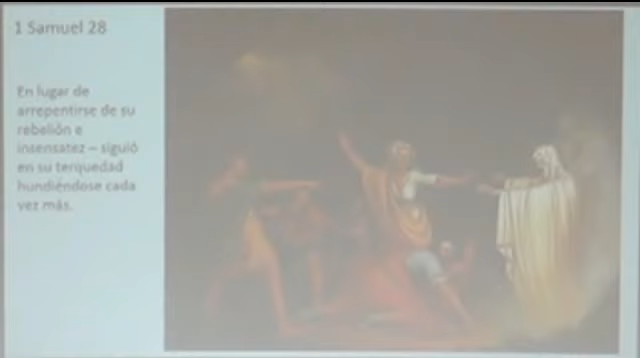 1 Samuel 28
En lugar de
arrepentirse de su
rebelión e
insensatez – siguió
en su terquedad
hundiéndose cada
vez más.